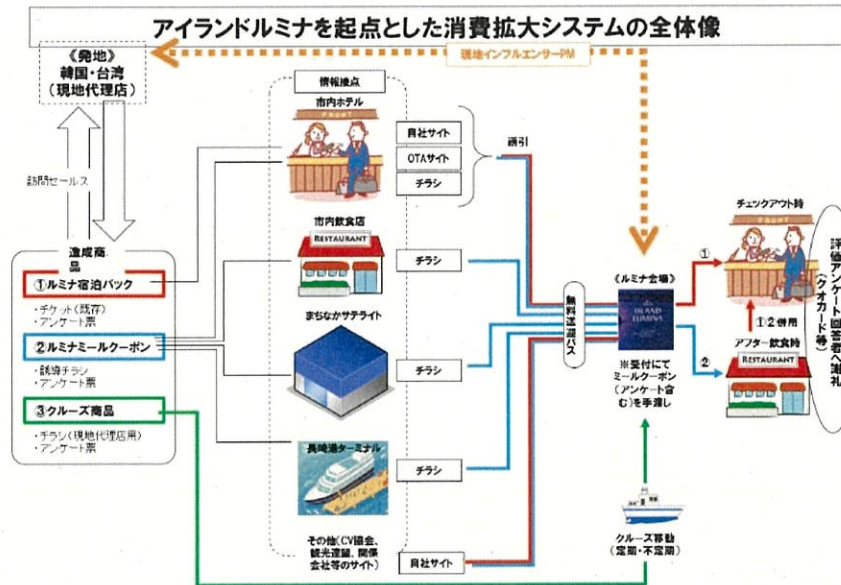 アイランドルミナを起点とした消費拡大システムの全体像
《発地》
韓国・台湾
(現地代理店)
現地インフルエンサーPM
訪問セールス
造成商
品
①ルミナ宿泊パック
・チケット(既存)
・アンケート票
②ルミナミールクーポン
・誘導チラシ
・アンケート票
③クルーズ商品
・チラシ(現地代理店用)
・アンケート票
情報接点
市内ホテル
FRONT
自社サイト
OTAサイト
チラシ
誘引
市内飲食店
RESTAURANT
チラシ
まちなかサテライト
チラシ
長崎港ターミナル
チラシ
その他(CV協会、
観光連盟、関係
会社等のサイト)
自社サイト
無料送迎バス
《ルミナ会場》
ISLAND
LUMINA
※受付にて
ミールクーポン
(アンケート含
む)を手渡し
クルーズ移動
(定期・不定期)
①
②
チェックアウト時
FRONT
①②併用
アフター飲食時
RESTAURANT
評価アンケート回答者へ謝礼
(クオカード等)